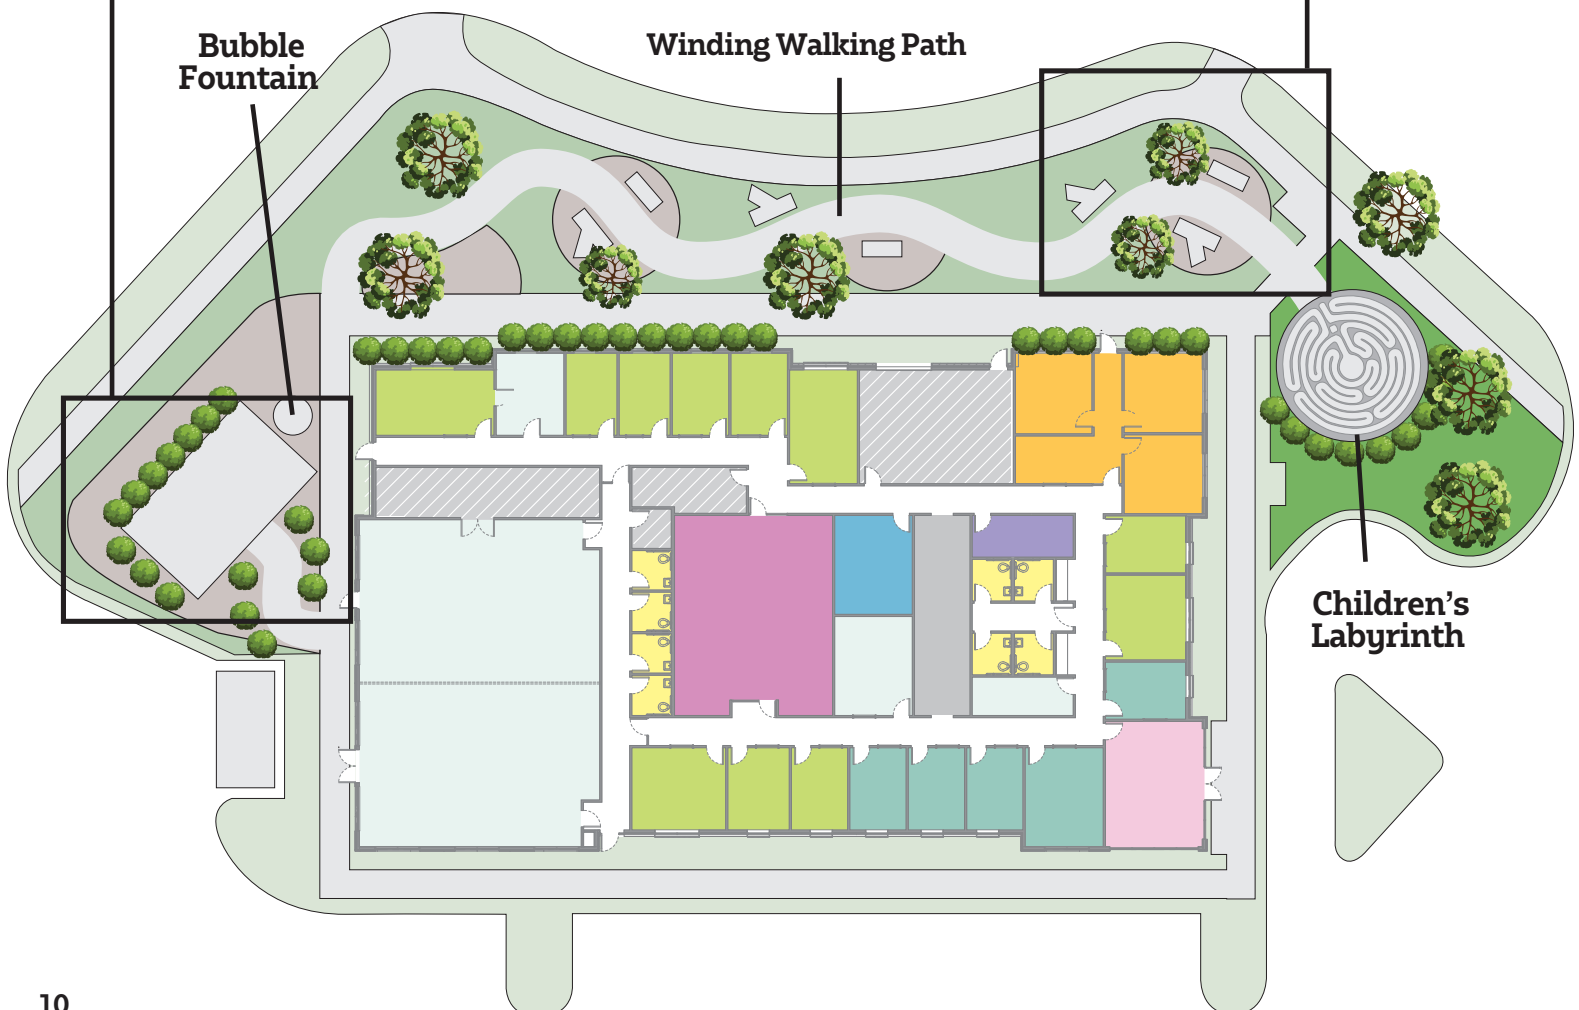 Bubble
Fountain
Winding Walking Path
Children’s
Labyrinth
10